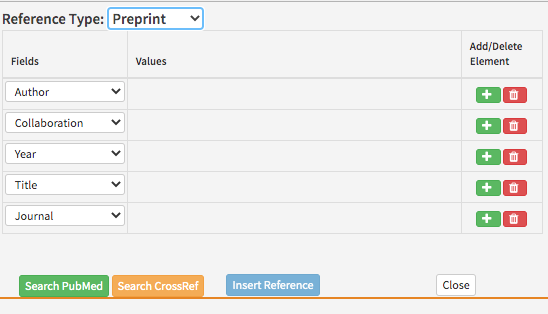 Reference Type: Preprint
Fields Values Add/Delete Element
Author
Collaboration
Year
Title
Journal
Search PubMed Search CrossRef Insert Reference Close